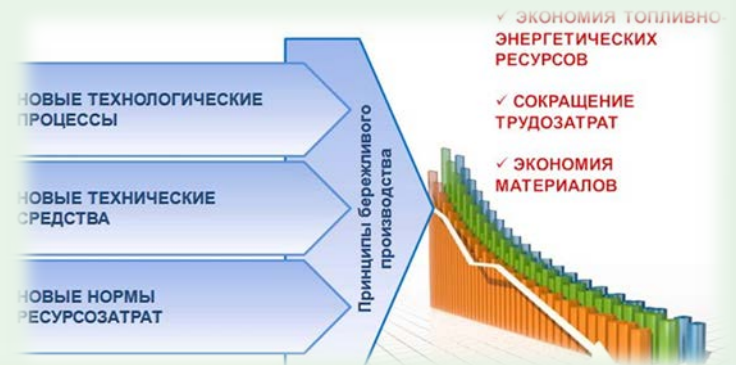 НОВЫЕ ТЕХНОЛОГИЧЕСКИЕ
ПРОЦЕССЫ
НОВЫЕ ТЕХНИЧЕСКИЕ
СРЕДСТВА
НОВЫЕ НОРМЫ
РЕСУРСОЗАТРАТ
Принципы бережливого
производства
✓ ЭКОНОМИЯ ТОПЛИВНО-
ЭНЕРГЕТИЧЕСКИХ
РЕСУРСОВ
✓ СОКРАЩЕНИЕ
ТРУДОЗАТРАТ
✓ ЭКОНОМИЯ
МАТЕРИАЛОВ